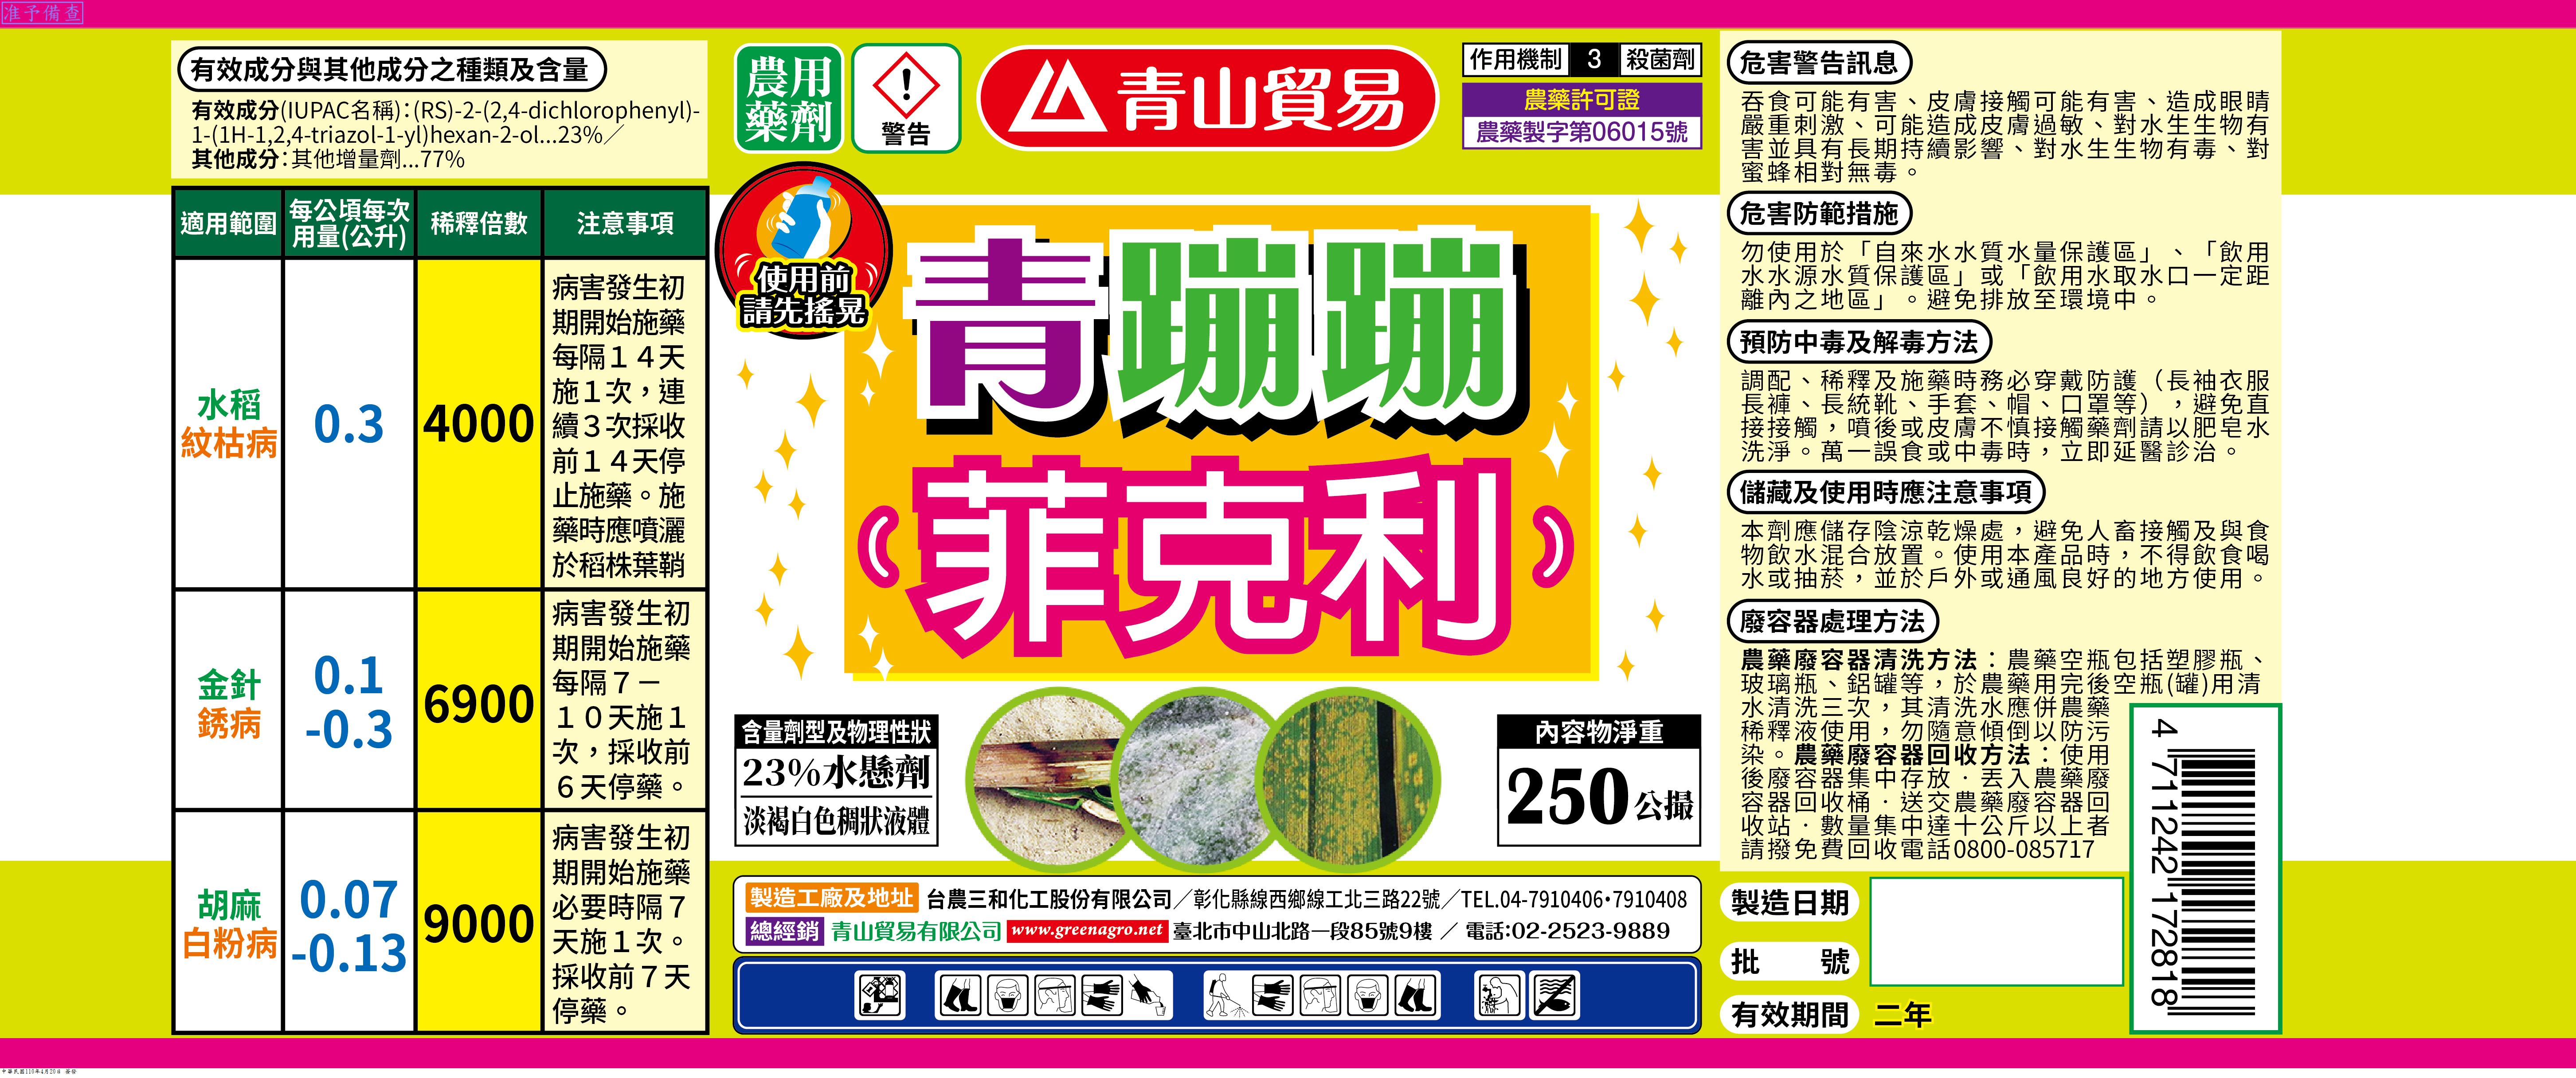 准予備查
有效成分與其他成分之種類及含量
有效成分(IUPAC名稱)：(RS)-2-(2,4-dichlorophenyl)-
1-(1H-1,2,4-triazol-1-yl)hexan-2-ol...23%／
其他成分：其他增量劑...77%
適用範圍
每公頃每次
用量(公升)
稀釋倍數
注意事項
水稻
紋枯病
0.3
4000
病害發生初
期開始施藥
每隔１４天
施１次，連
續３次採收
前１４天停
止施藥。施
藥時應噴灑
於稻株葉鞘
金針
銹病
0.1
-0.3
6900
病害發生初
期開始施藥
每隔７－
１０天施１
次，採收前
６天停藥。
胡麻
白粉病
0.07
-0.13
9000
病害發生初
期開始施藥
必要時隔７
天施１次。
採收前７天
停藥。
農用
藥劑
警告
青山貿易
作用機制 3 殺菌劑
農藥許可證
農藥製字第06015號
使用前
請先搖晃
青蹦蹦
(菲克利)
含量劑型及物理性狀
23%水懸劑
淡褐白色稠狀液體
內容物淨重
250公撮
製造工廠及地址 台農三和化工股份有限公司／彰化縣線西鄉線工北三路22號／TEL.04-7910406•7910408
總經銷 青山貿易有限公司 www.greenagro.net 臺北市中山北路一段85號9樓 ／ 電話:02-2523-9889
危害警告訊息
吞食可能有害、皮膚接觸可能有害、造成眼睛
嚴重刺激、可能造成皮膚過敏、對水生生物有
害並具有長期持續影響、對水生生物有毒、對
蜜蜂相對無毒。
危害防範措施
勿使用於「自來水水質水量保護區」、「飲用
水水源水質保護區」或「飲用水取水口一定距
離內之地區」。避免排放至環境中。
預防中毒及解毒方法
調配、稀釋及施藥時務必穿戴防護（長袖衣服
長褲、長統靴、手套、帽、口罩等），避免直
接接觸，噴後或皮膚不慎接觸藥劑請以肥皂水
洗淨。萬一誤食或中毒時，立即延醫診治。
儲藏及使用時應注意事項
本劑應儲存陰涼乾燥處，避免人畜接觸及與食
物飲水混合放置。使用本產品時，不得飲食喝
水或抽菸，並於戶外或通風良好的地方使用。
廢容器處理方法
農藥廢容器清洗方法：農藥空瓶包括塑膠瓶、
玻璃瓶、鋁罐等，於農藥用完後空瓶(罐)用清
水清洗三次，其清洗水應併農藥
稀釋液使用，勿隨意傾倒以防污
染。農藥廢容器回收方法：使用
後廢容器集中存放．丟入農藥廢
容器回收桶．送交農藥廢容器回
收站．數量集中達十公斤以上者
請撥免費回收電話0800-085717
製造日期
批　　號
有效期間 二年
4 711242 172818
中華民國110年4月20日